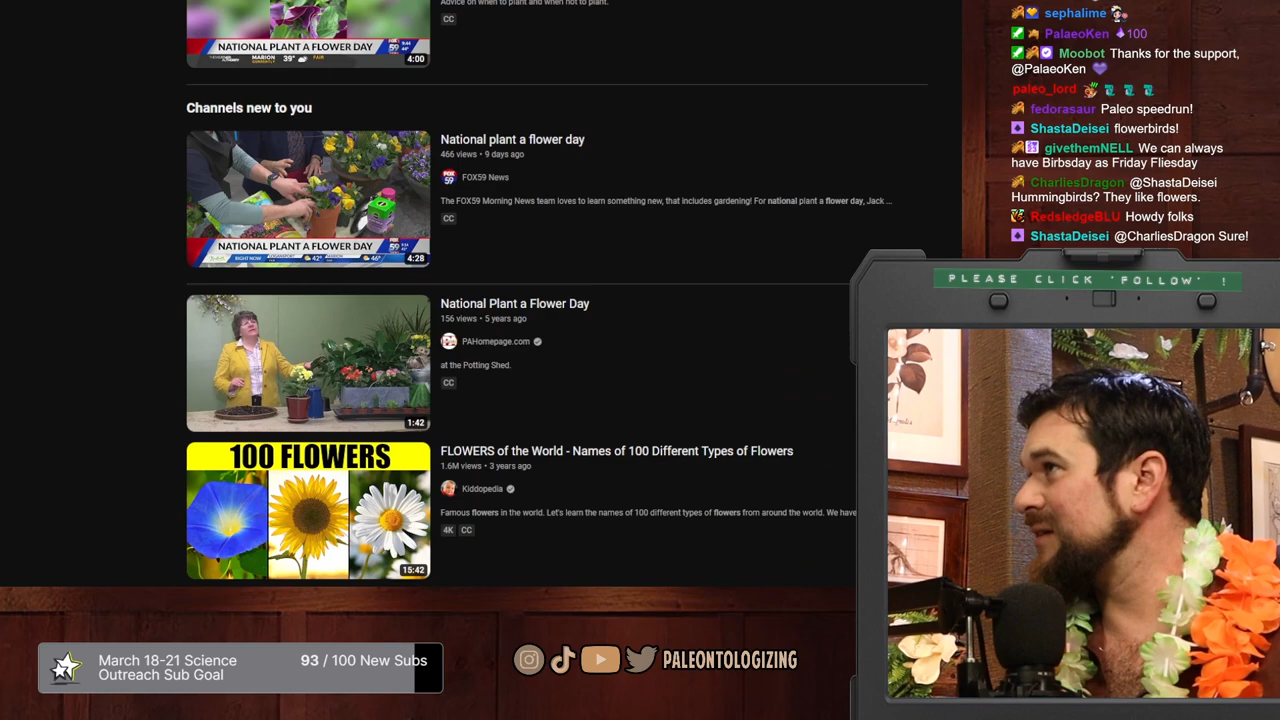 Advice on when to plant and when not to plant.
CC
NATIONAL PLANT A FLOWER DAY
MARION
39°
FAIR
4:00
Channels new to you
National plant a flower day
466 views • 9 days ago
FOX59 News
The FOX59 Morning News team loves to learn something new, that includes gardening! For national plant a flower day, Jack ...
CC
NATIONAL PLANT A FLOWER DAY
RIGHT NOW
42°
46°
4:28
National Plant a Flower Day
156 views • 5 years ago
PAHomepage.com
at the Potting Shed.
CC
1:42
100 FLOWERS
15:42
FLOWERS of the World - Names of 100 Different Types of Flowers
1.6M views • 3 years ago
Kiddopedia
Famous flowers in the world. Let's learn the names of 100 different types of flowers from around the world. We have
4K CC
March 18-21 Science 93 / 100 New Subs
Outreach Sub Goal
PALEONTOLOGIZING
sephalime
PalaeoKen 100
Moobot Thanks for the support,
@PalaeoKen
paleo_lord
fedorasaur Paleo speedrun!
ShastaDeisei flowerbirds!
givethemNELL We can always
have Birbsday as Friday Fliesday
CharliesDragon @ShastaDeisei
Hummingbirds? They like flowers.
RedsledgeBLU Howdy folks
ShastaDeisei @CharliesDragon Sure!
PLEASE CLICK 'FOLLOW' !